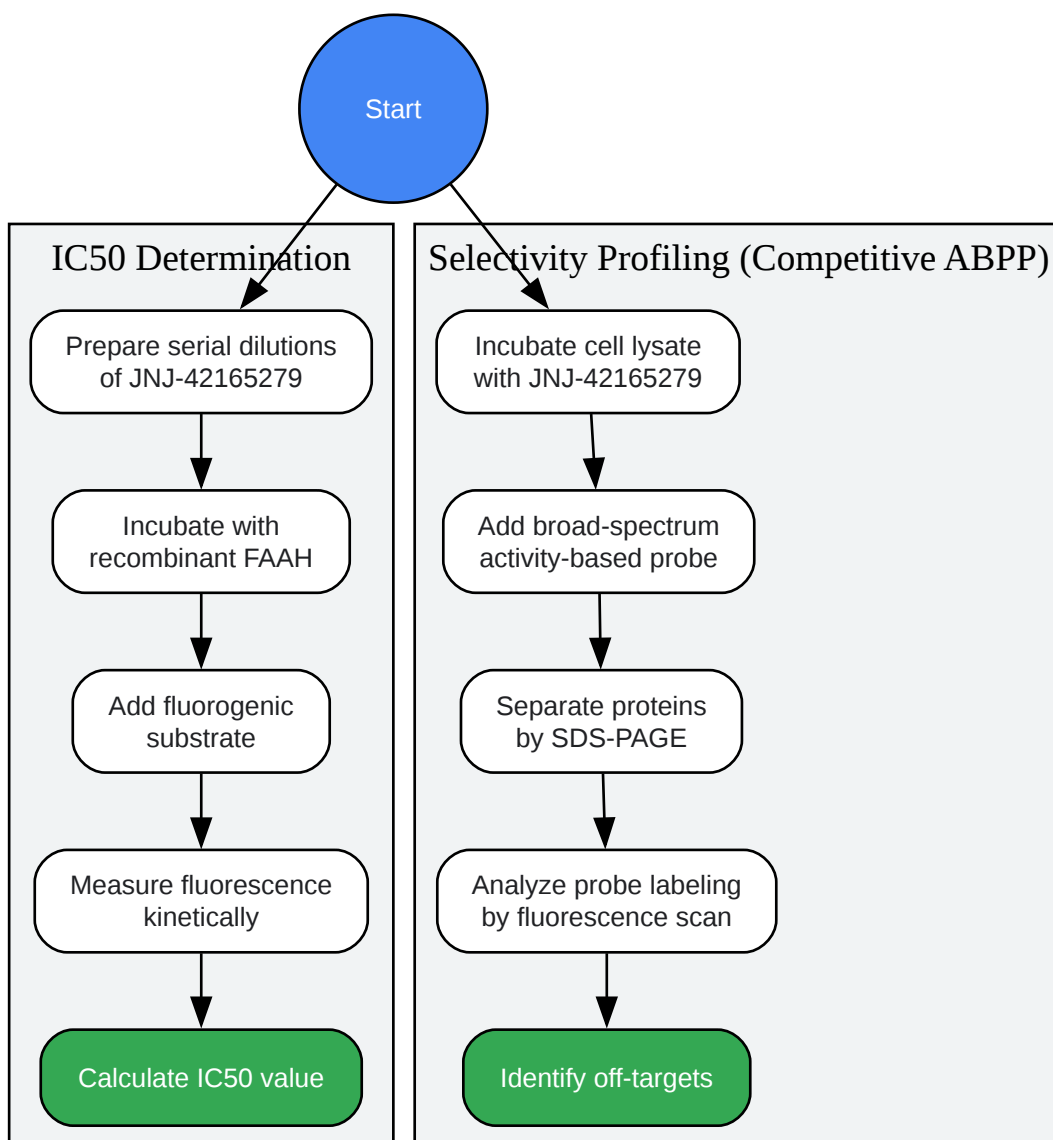 Start
IC50 Determination
Prepare serial dilutions
of JNJ-42165279
Incubate with
recombinant FAAH
Add fluorogenic
substrate
Measure fluorescence
kinetically
Calculate IC50 value
Selectivity Profiling (Competitive ABPP)
Incubate cell lysate
with JNJ-42165279
Add broad-spectrum
activity-based probe
Separate proteins
by SDS-PAGE
Analyze probe labeling
by fluorescence scan
Identify off-targets